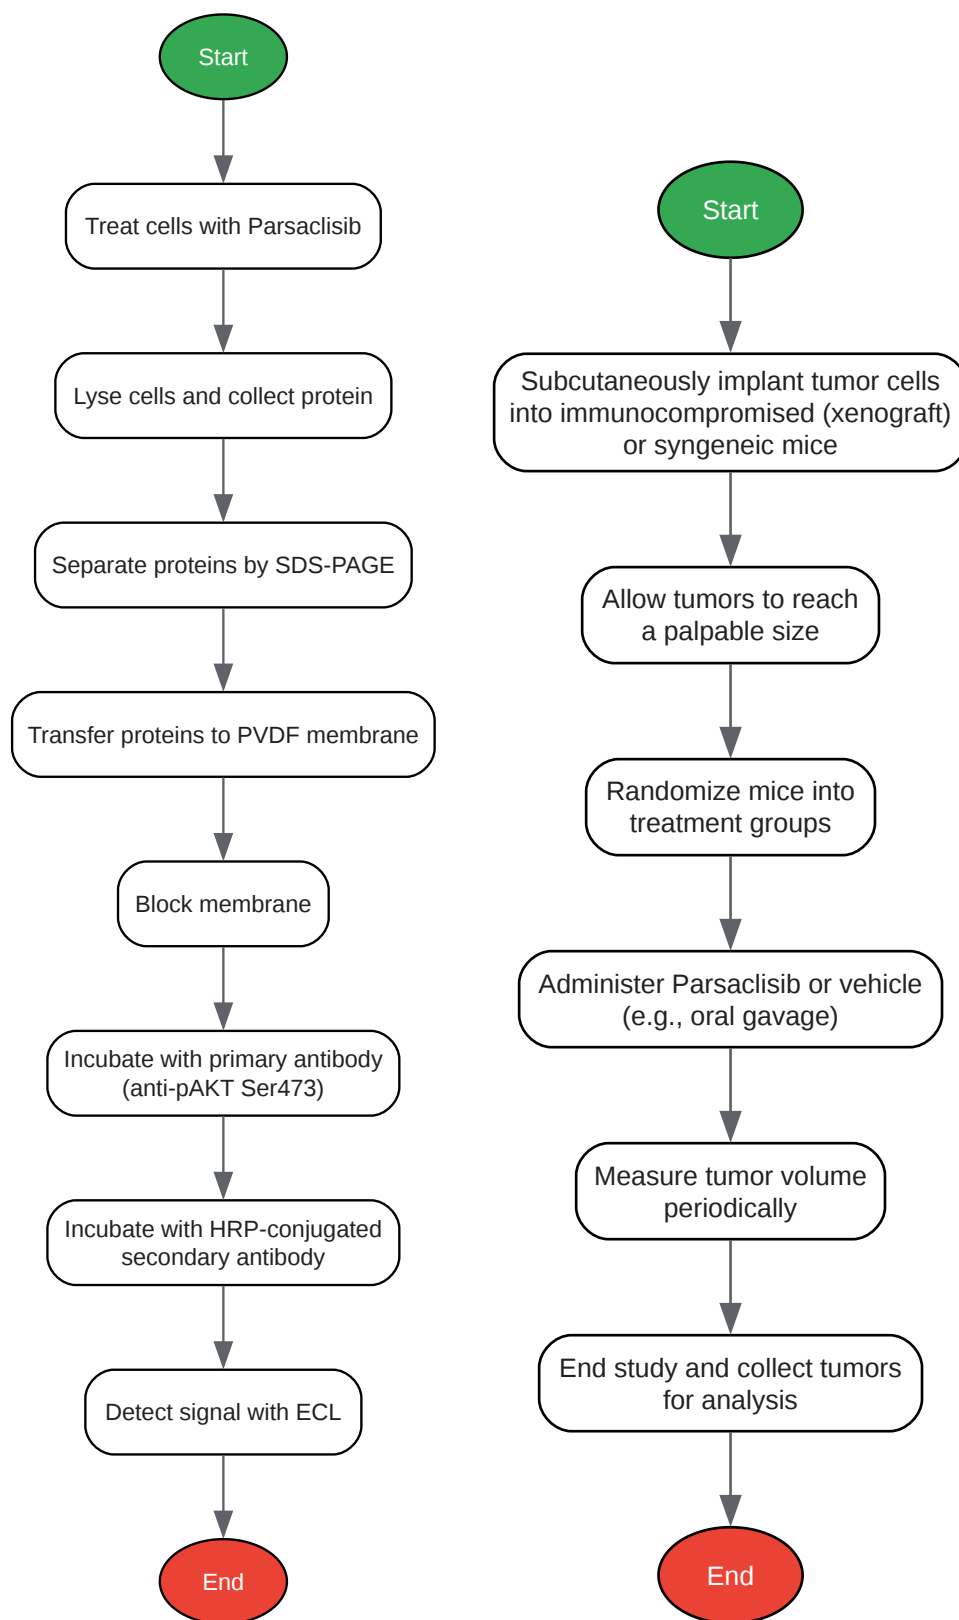 Start
Treat cells with Parsaclisib
Lyse cells and collect protein
Separate proteins by SDS-PAGE
Transfer proteins to PVDF membrane
Block membrane
Incubate with primary antibody
(anti-pAKT Ser473)
Incubate with HRP-conjugated
secondary antibody
Detect signal with ECL
End
Start
Subcutaneously implant tumor cells
into immunocompromised (xenograft)
or syngeneic mice
Allow tumors to reach
a palpable size
Randomize mice into
treatment groups
Administer Parsaclisib or vehicle
(e.g., oral gavage)
Measure tumor volume
periodically
End study and collect tumors
for analysis
End